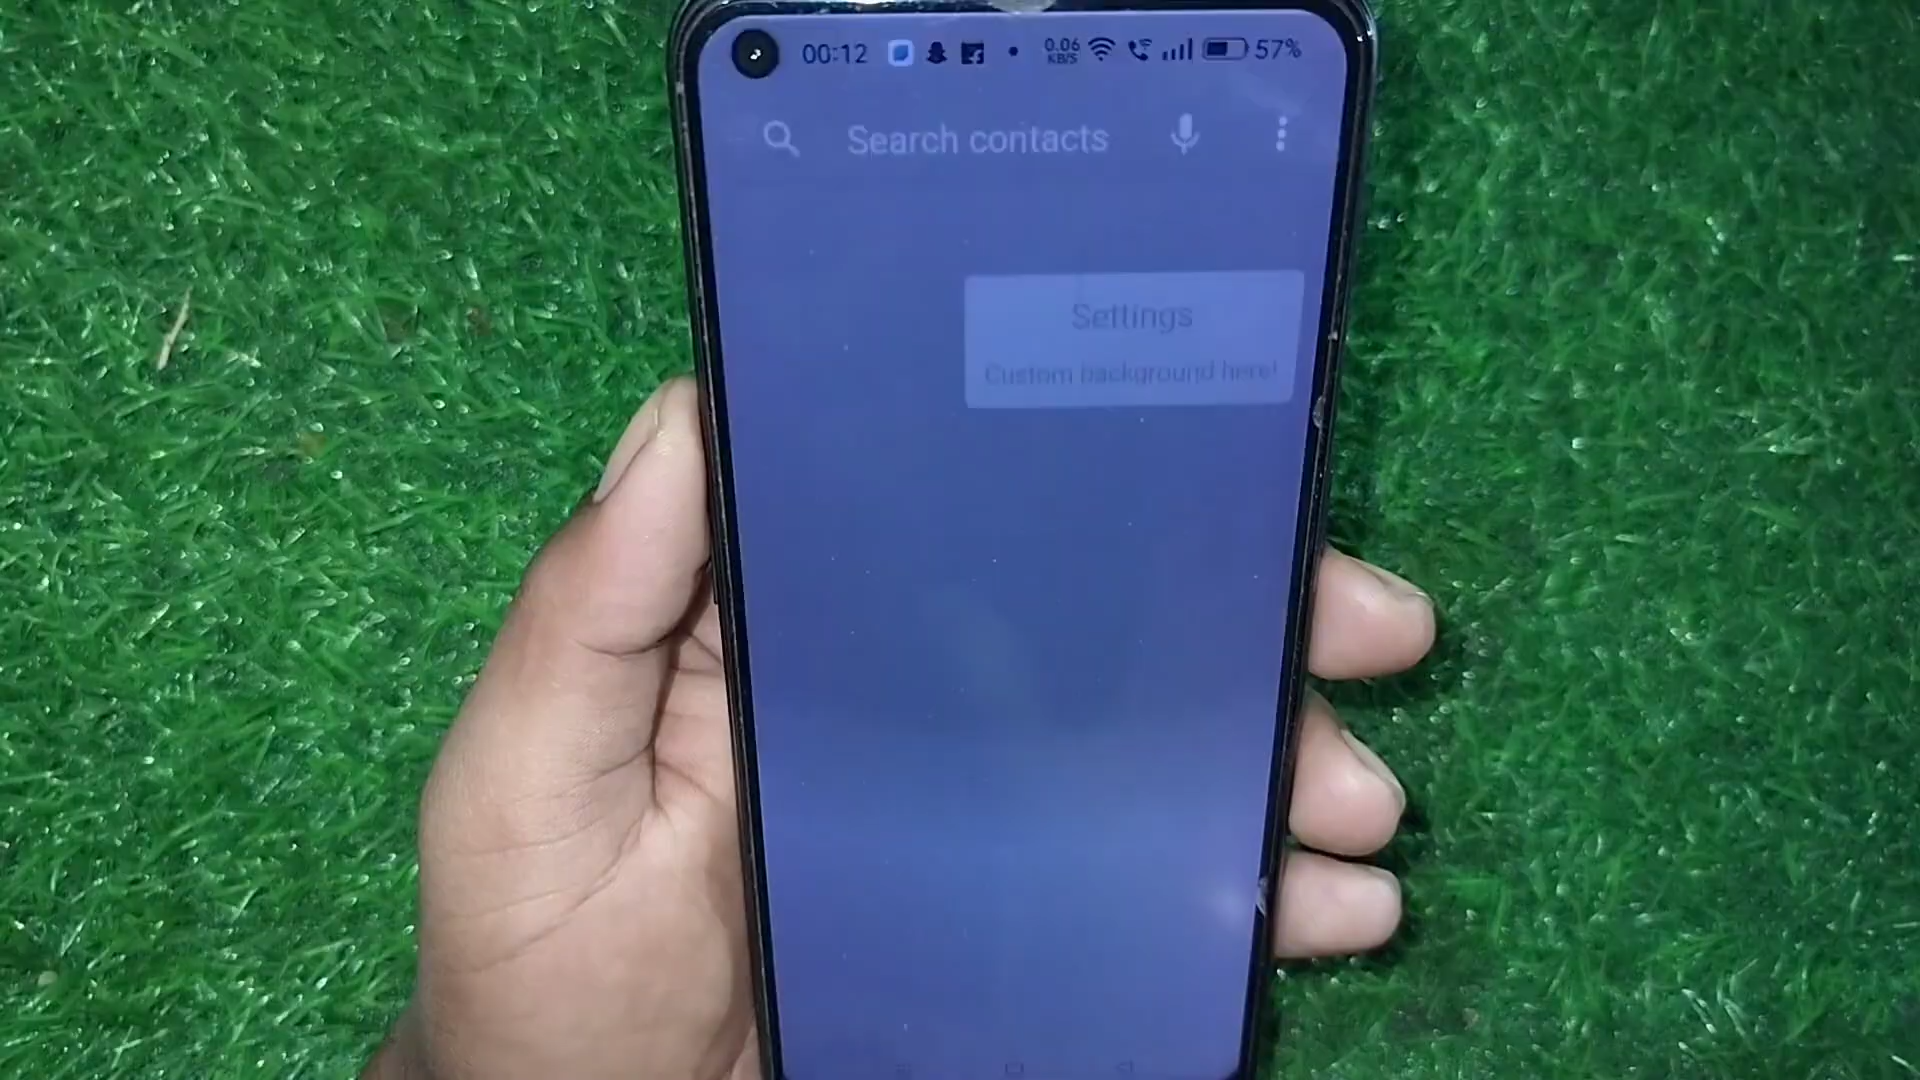 00:12 0.06 KB/S 57%
Search contacts
Settings
Custom background here!